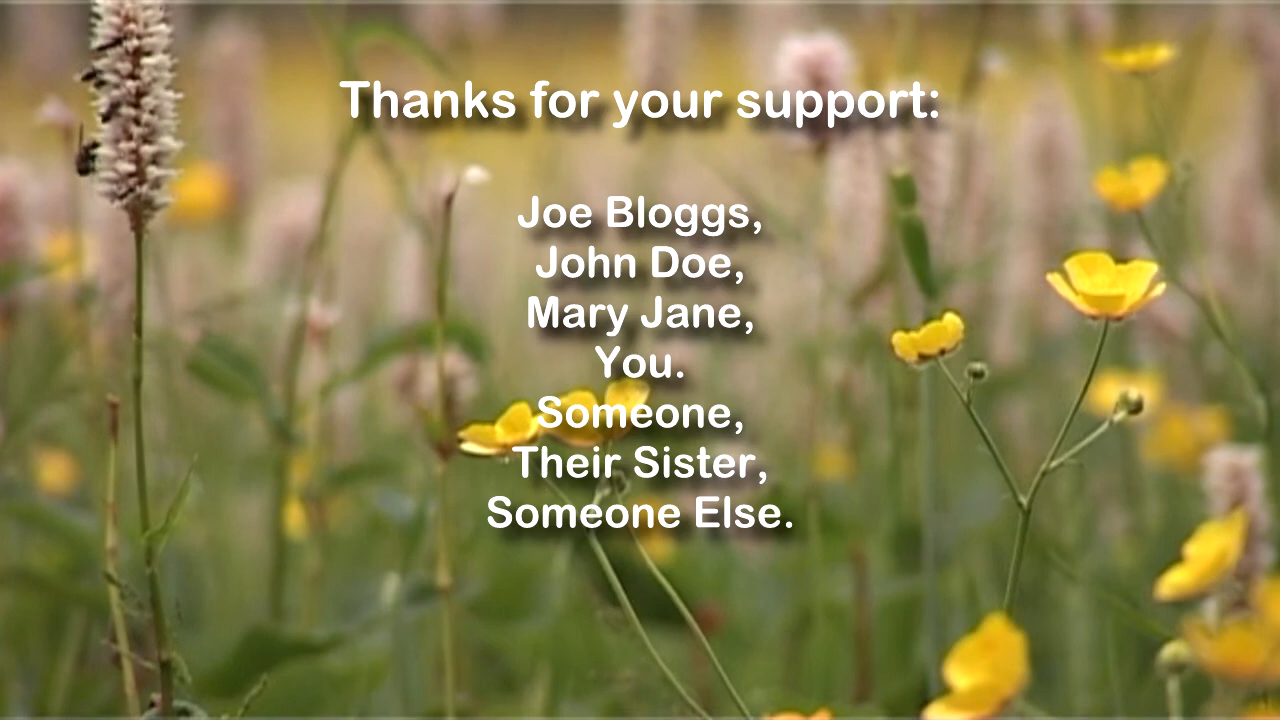 Thanks for your support:
Joe Bloggs,
John Doe,
Mary Jane,
You.
Someone,
Their Sister,
Someone Else.